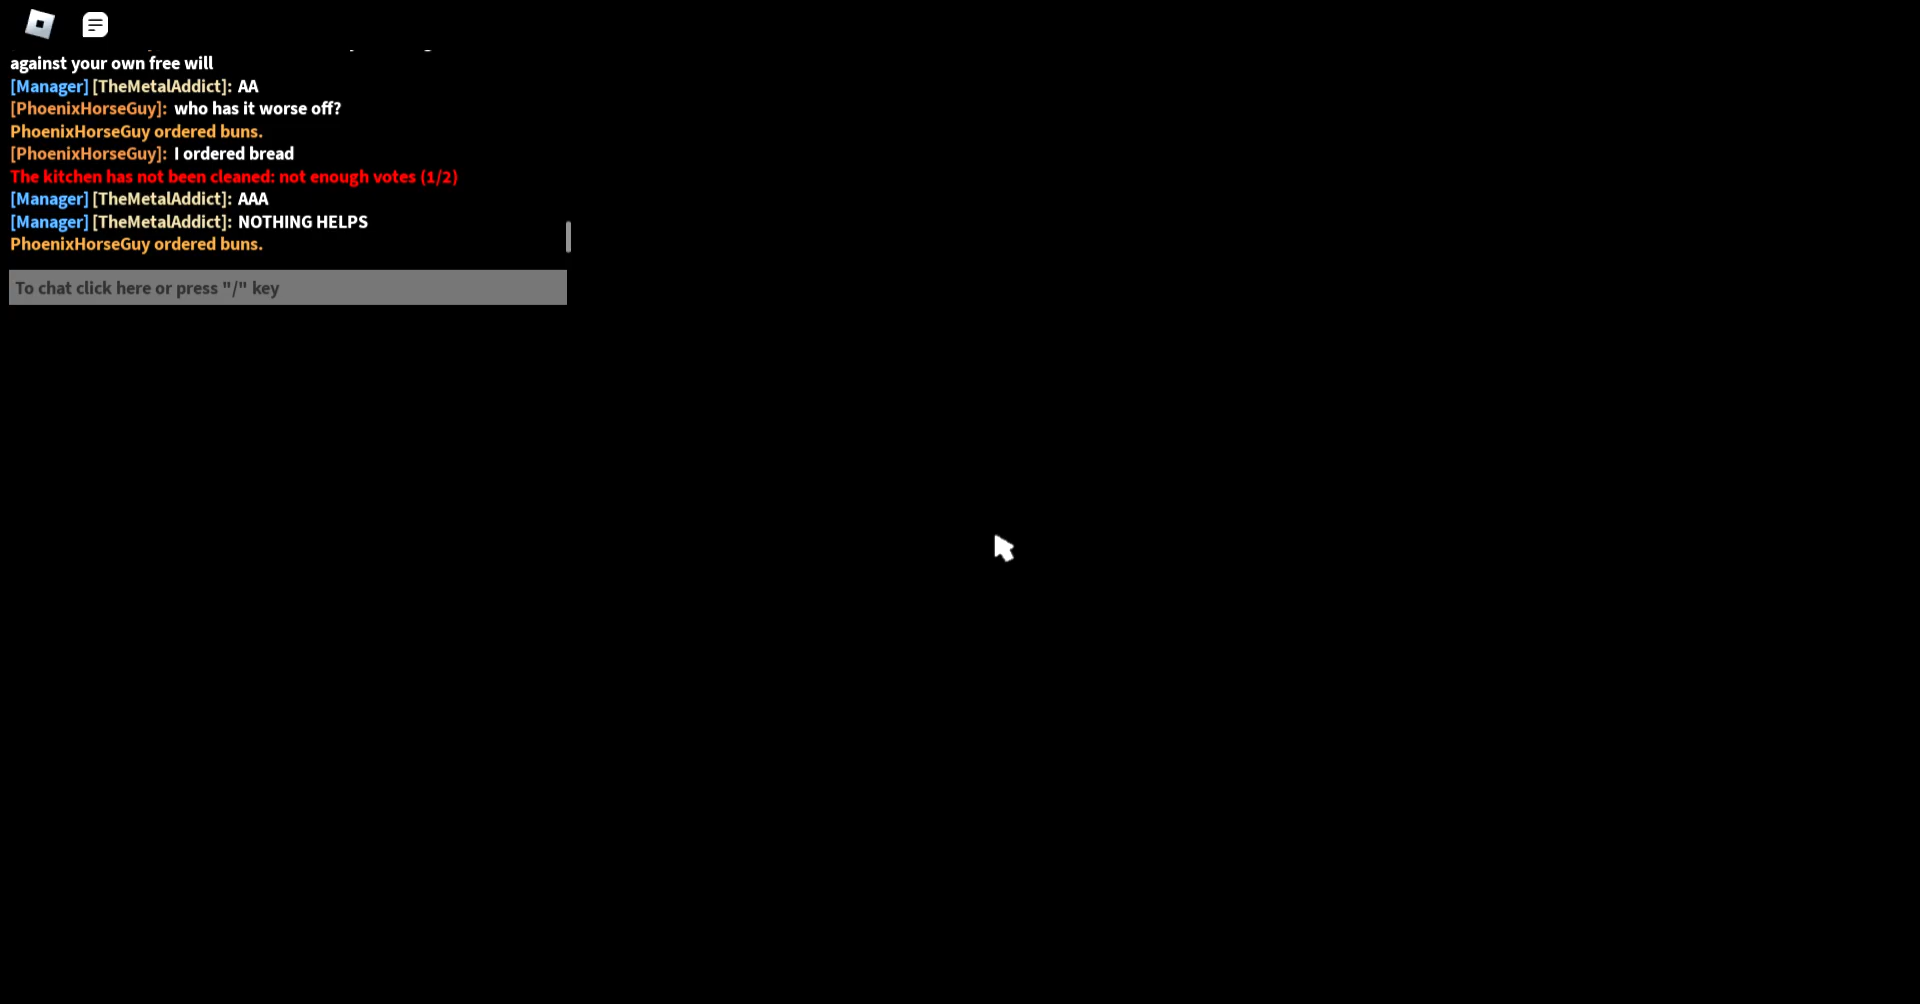 against your own free will
[Manager] [TheMetalAddict]: AA
[PhoenixHorseGuy]: who has it worse off?
PhoenixHorseGuy ordered buns.
[PhoenixHorseGuy]: I ordered bread
The kitchen has not been cleaned: not enough votes (1/2)
[Manager] [TheMetalAddict]: AAA
[Manager] [TheMetalAddict]: NOTHING HELPS
PhoenixHorseGuy ordered buns.
To chat click here or press "/" key